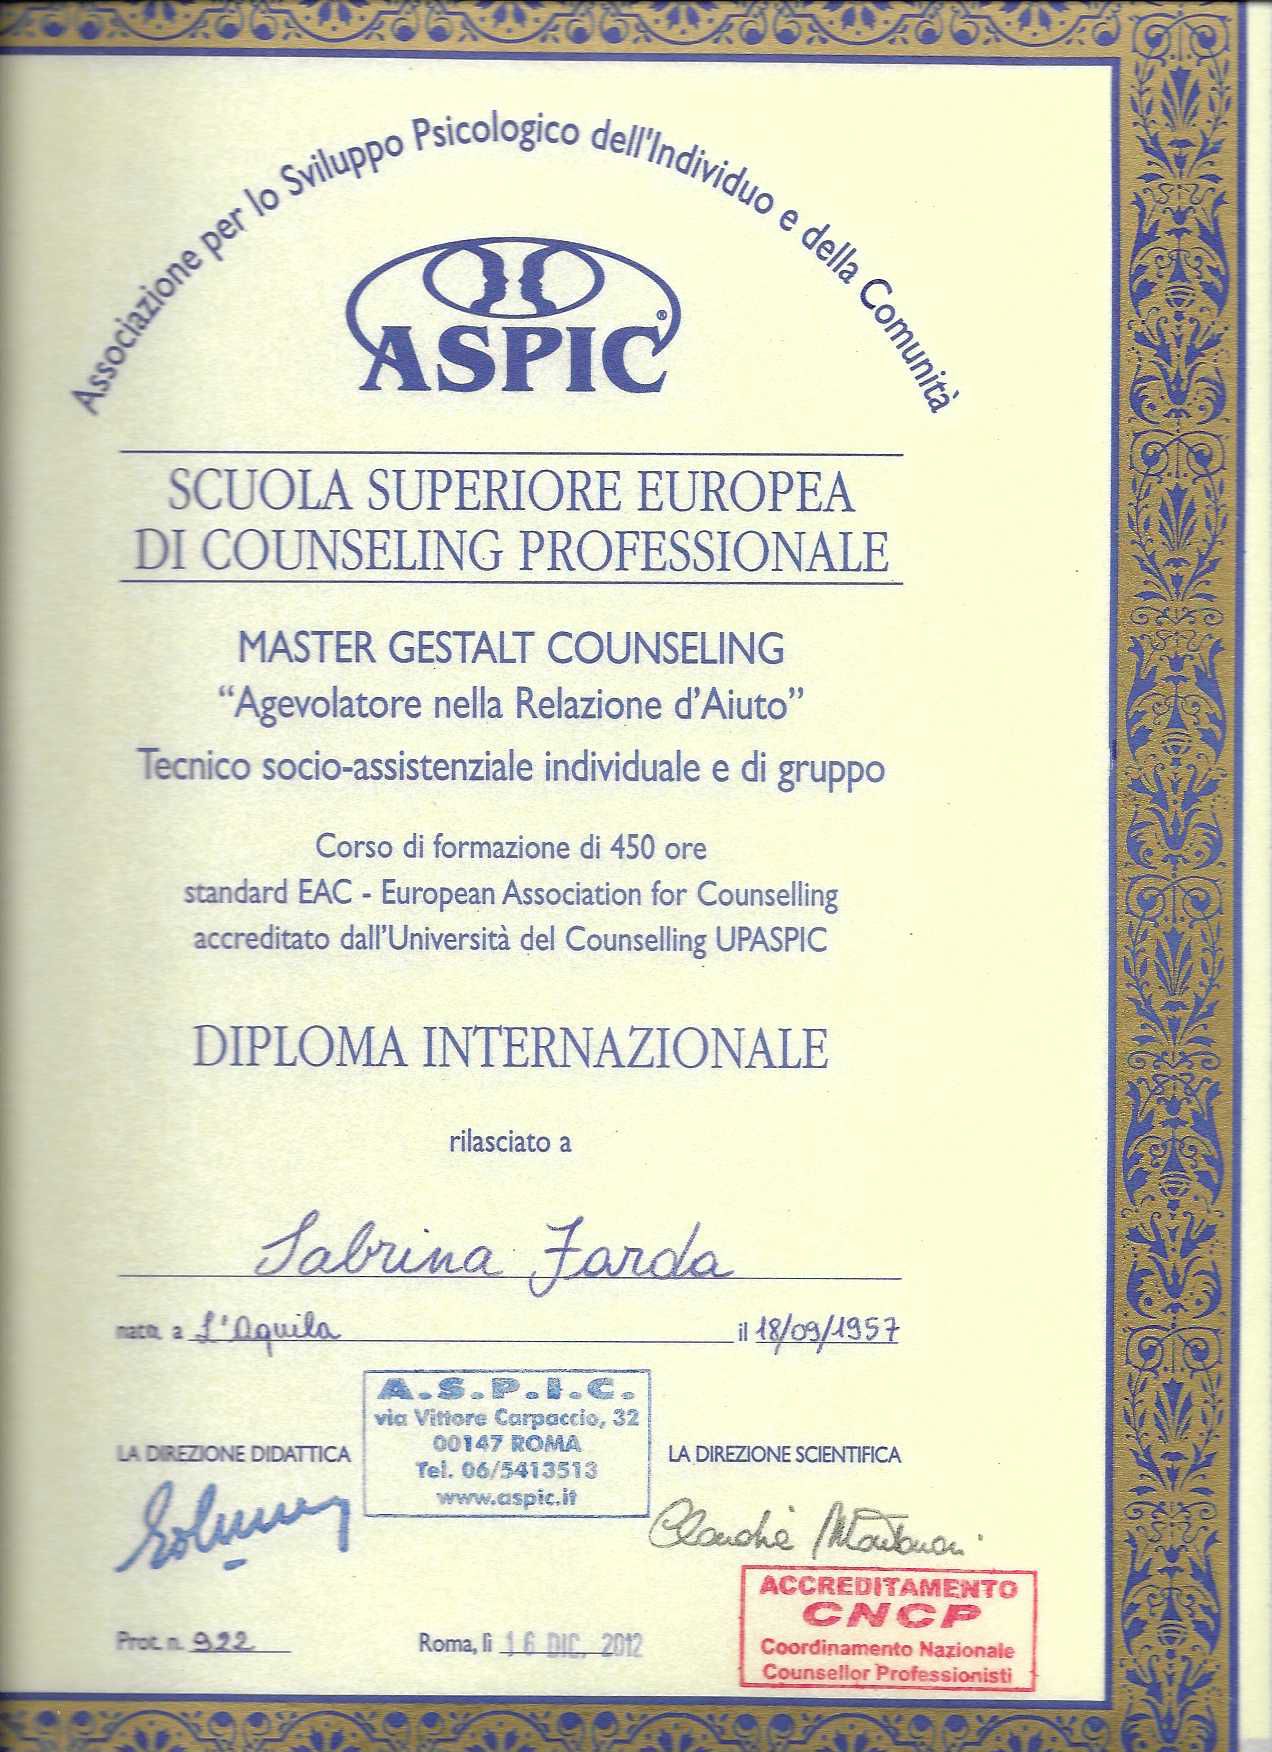 Associazione per lo Sviluppo Psicologico dell'Individuo e della Comunità
ASPIC®
SCUOLA SUPERIORE EUROPEA
DI COUNSELING PROFESSIONALE
MASTER GESTALT COUNSELING
“Agevolatore nella Relazione d'Aiuto”
Tecnico socio-assistenziale individuale e di gruppo
Corso di formazione di 450 ore
standard EAC - European Association for Counselling
accreditato dall'Università del Counselling UPASPIC
DIPLOMA INTERNAZIONALE
rilasciato a
Sabrina Farda
nata a L'Aquila il 18/09/1957
A.S.P.I.C.
via Vittore Carpaccio, 32
00147 ROMA
Tel. 06/5413513
www.aspic.it
LA DIREZIONE DIDATTICA
LA DIREZIONE SCIENTIFICA
Claudia Montanari
ACCREDITAMENTO
CNCP
Coordinamento Nazionale
Counsellor Professionisti
Prot. n. 922
Roma, lì 16 DIC. 2012